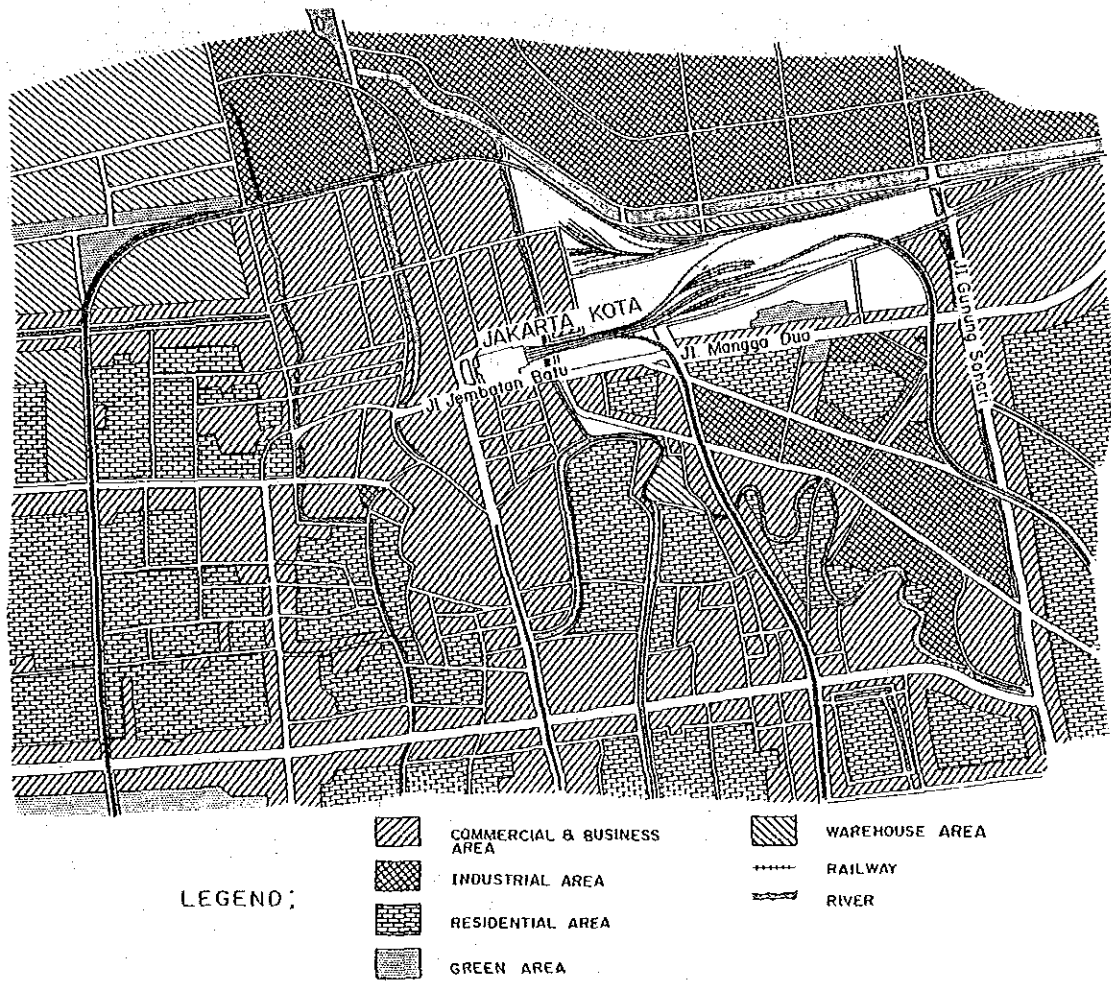 JAKARTA KOTA
Jl. Mangga Dua
Jl Jembatan Batu
Jl Gunung Sahari
LEGEND;
COMMERCIAL & BUSINESS
AREA
INDUSTRIAL AREA
RESIDENTIAL AREA
GREEN AREA
WAREHOUSE AREA
RAILWAY
RIVER